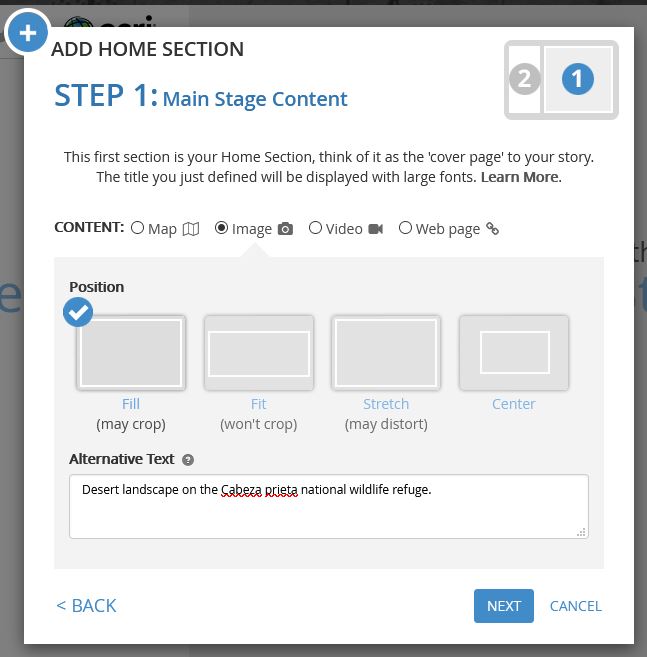 ADD HOME SECTION
2 1
STEP 1: Main Stage Content
This first section is your Home Section, think of it as the 'cover page' to your story.
The title you just defined will be displayed with large fonts. Learn More.
CONTENT: Map Image Video Web page
Position
Fill Fit Stretch Center
(may crop) (won't crop) (may distort)
Alternative Text ?
Desert landscape on the Cabeza prieta national wildlife refuge.
< BACK NEXT CANCEL